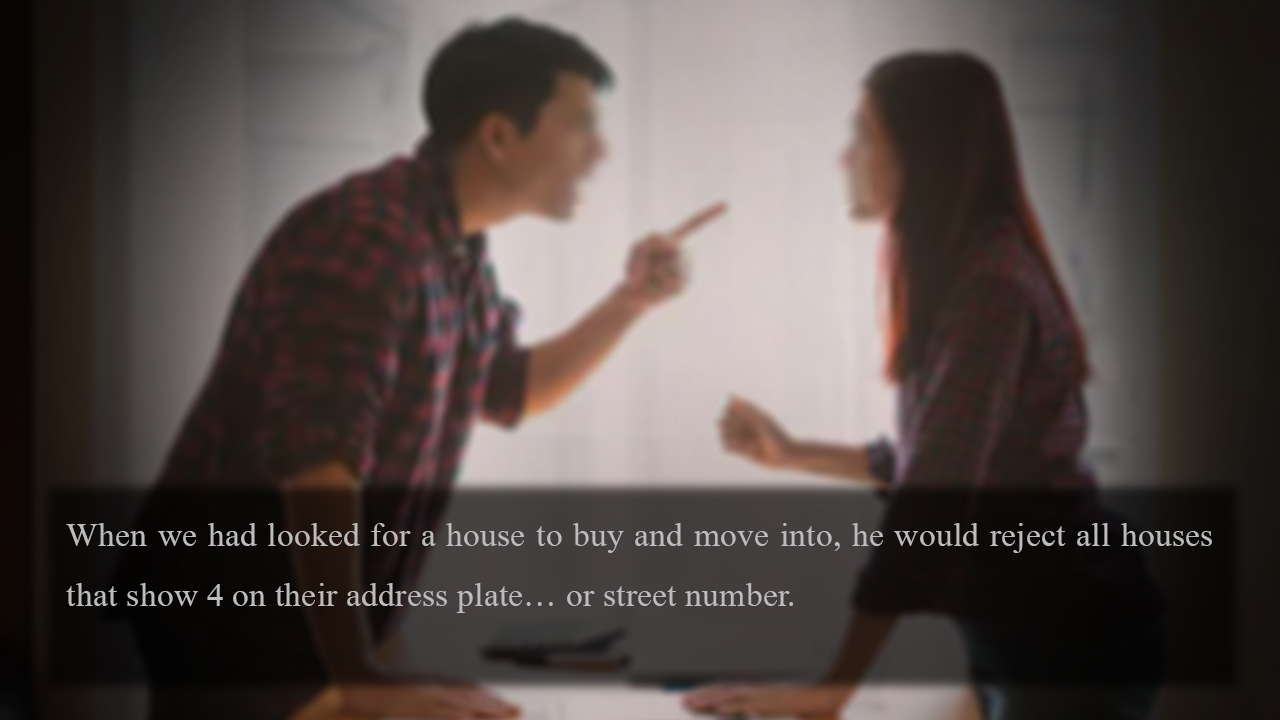 When we had looked for a house to buy and move into, he would reject all houses
that show 4 on their address plate… or street number.